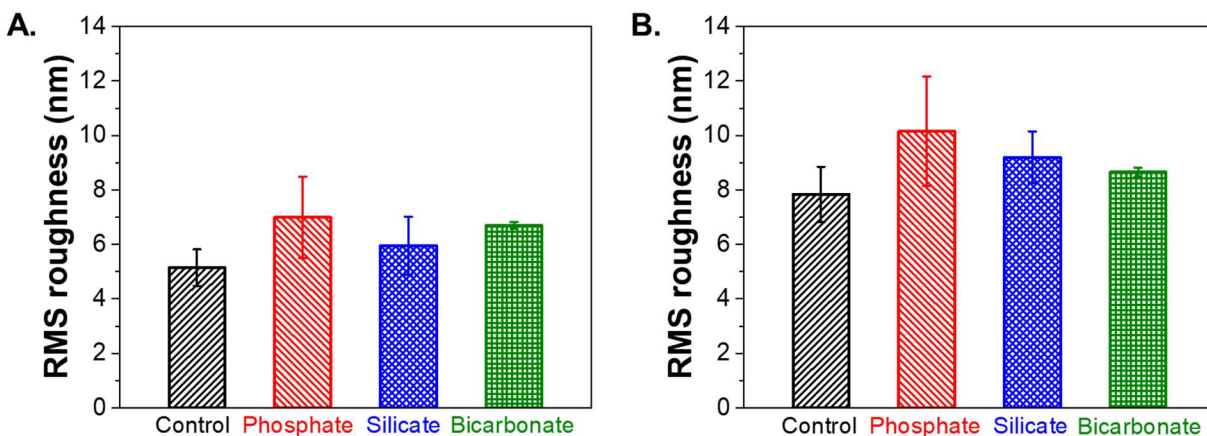 A.
RMS roughness (nm)
14
12
10
8
6
4
2
0
Control Phosphate Silicate Bicarbonate
B.
RMS roughness (nm)
14
12
10
8
6
4
2
0
Control Phosphate Silicate Bicarbonate